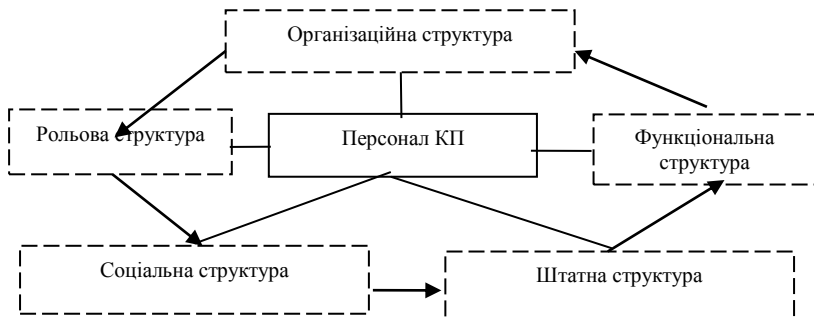 Організаційна структура
Рольова структура
Персонал КП
Функціональна
структура
Соціальна структура
Штатна структура